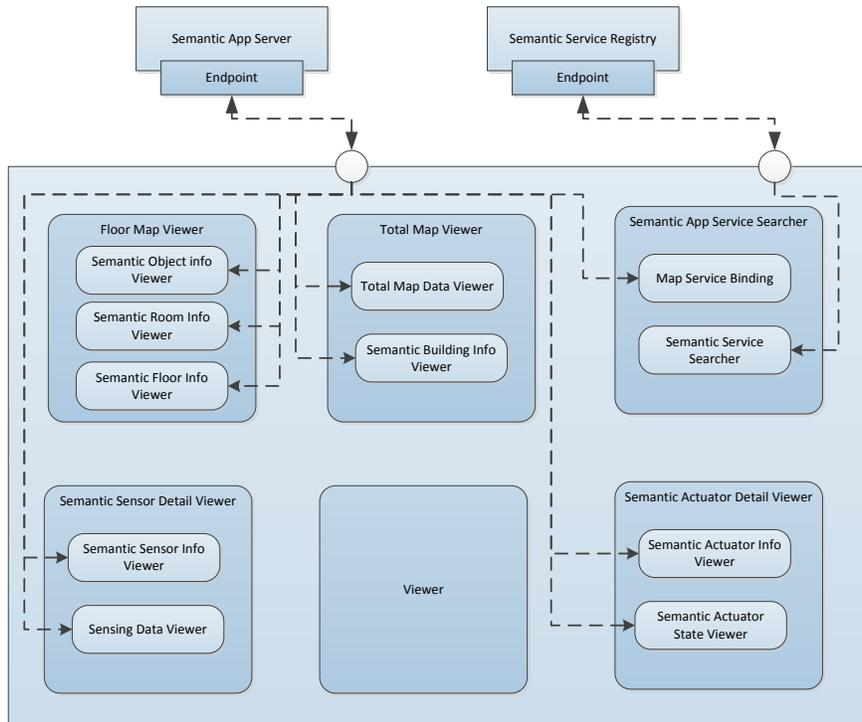 Semantic App Server
Endpoint
Semantic Service Registry
Endpoint
Floor Map Viewer
Semantic Object info
Viewer
Semantic Room Info
Viewer
Semantic Floor Info
Viewer
Total Map Viewer
Total Map Data Viewer
Semantic Building Info
Viewer
Semantic App Service Searcher
Map Service Binding
Semantic Service
Searcher
Semantic Sensor Detail Viewer
Semantic Sensor Info
Viewer
Sensing Data Viewer
Viewer
Semantic Actuator Detail Viewer
Semantic Actuator Info
Viewer
Semantic Actuator
State Viewer